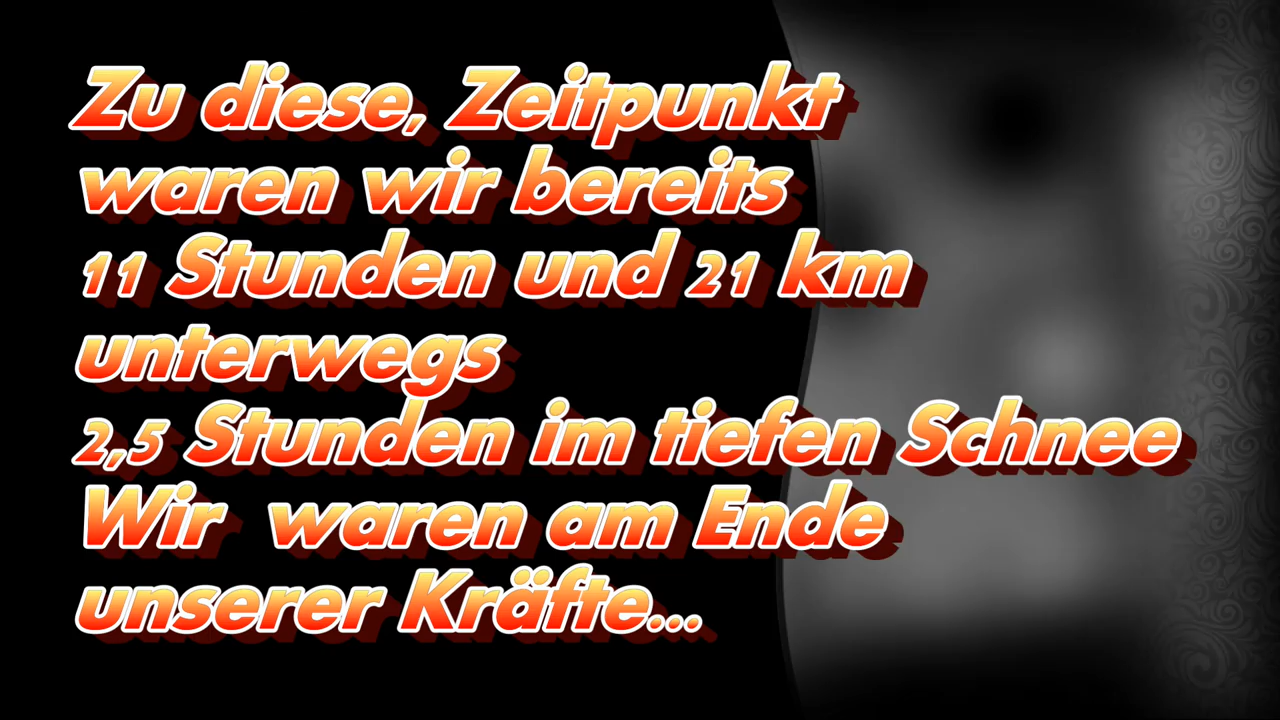 Zu diese, Zeitpunkt
waren wir bereits
11 Stunden und 21 km
unterwegs
2,5 Stunden im tiefen Schnee
Wir  waren am Ende
unserer Kräfte...